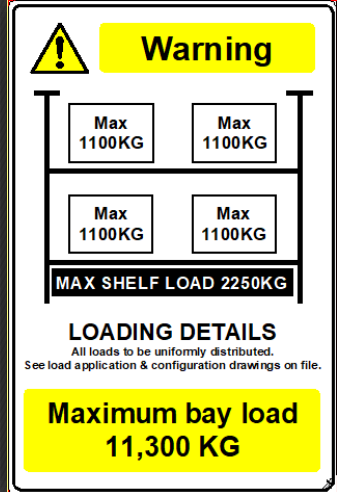 Warning
Max 1100KG
Max 1100KG
Max 1100KG
Max 1100KG
MAX SHELF LOAD 2250KG
LOADING DETAILS
All loads to be uniformly distributed.
See load application & configuration drawings on file.
Maximum bay load
11,300 KG